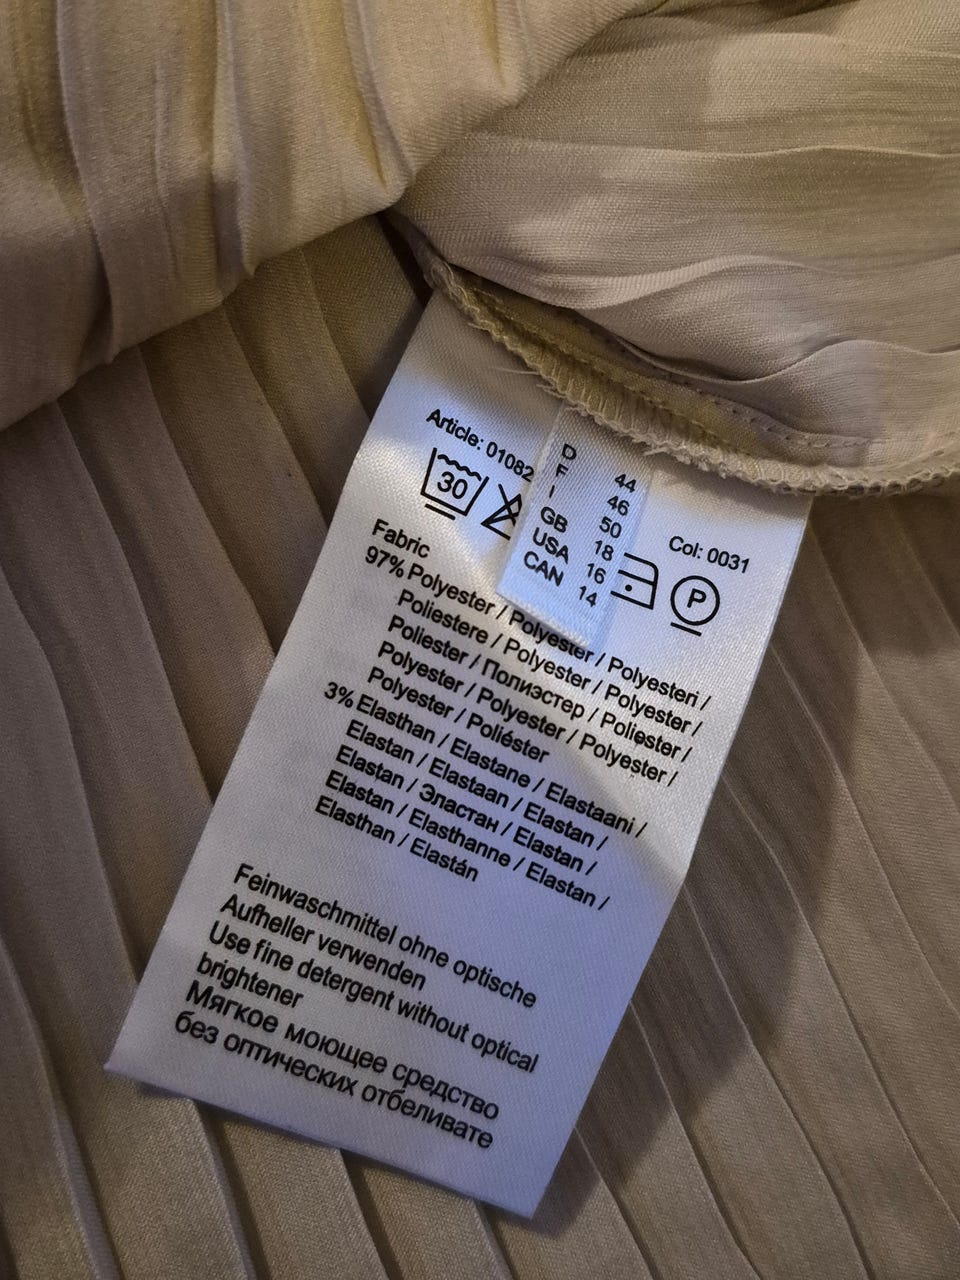 Article: 01082
D 44
F 46
I 50
GB 18
USA 16
CAN 14
Col: 0031
30
P
Fabric
97% Polyester / Polyester / Polyesteri /
Poliestere / Polyester / Polyester /
Poliester / Полиэстер / Poliester /
Polyester / Polyester / Polyester /
Polyester / Poliéster
3% Elasthan / Elastane / Elastaani /
Elastan / Elastaan / Elastan /
Elastan / Эластан / Elastan /
Elastan / Elasthanne / Elastan /
Elasthan / Elastán
Feinwaschmittel ohne optische
Aufheller verwenden
Use fine detergent without optical
brightener
Мягкое моющее средство
без оптических отбеливате